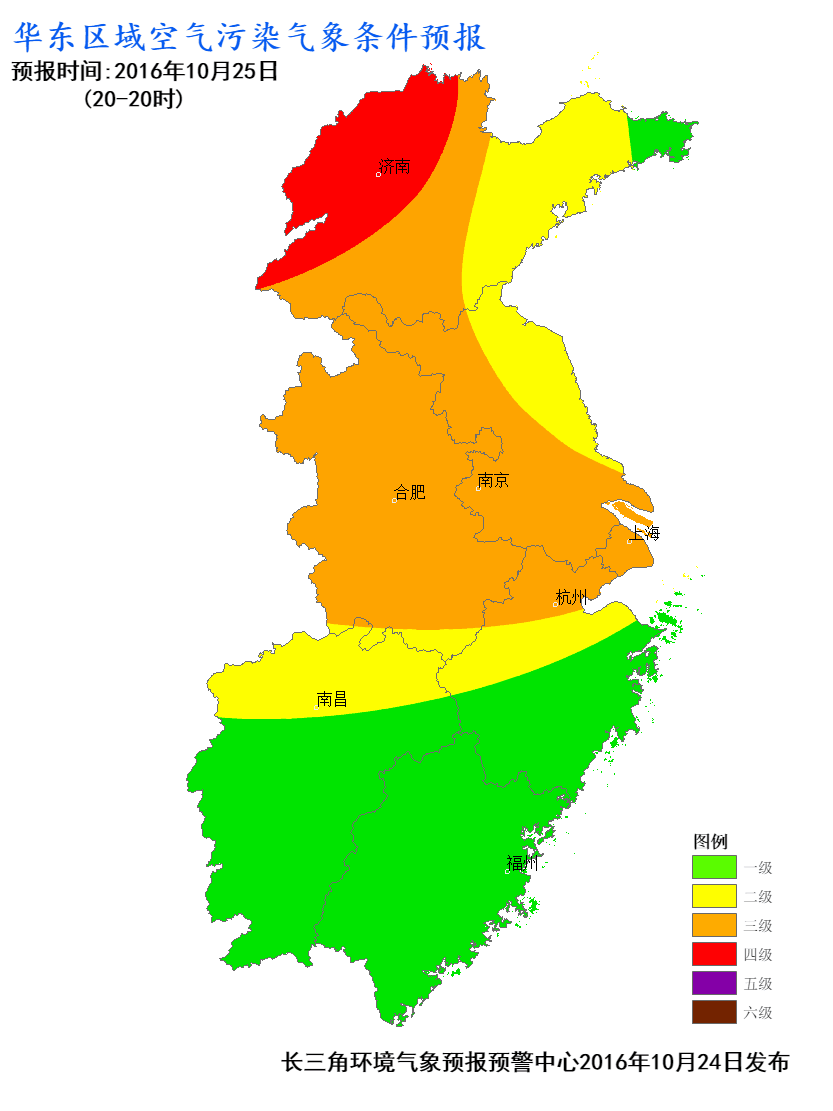 华东区域空气污染气象条件预报
预报时间:2016年10月25日
(20-20时)
济南
南京
合肥
上海
杭州
南昌
福州
图例
一级
二级
三级
四级
五级
六级
长三角环境气象预报预警中心2016年10月24日发布